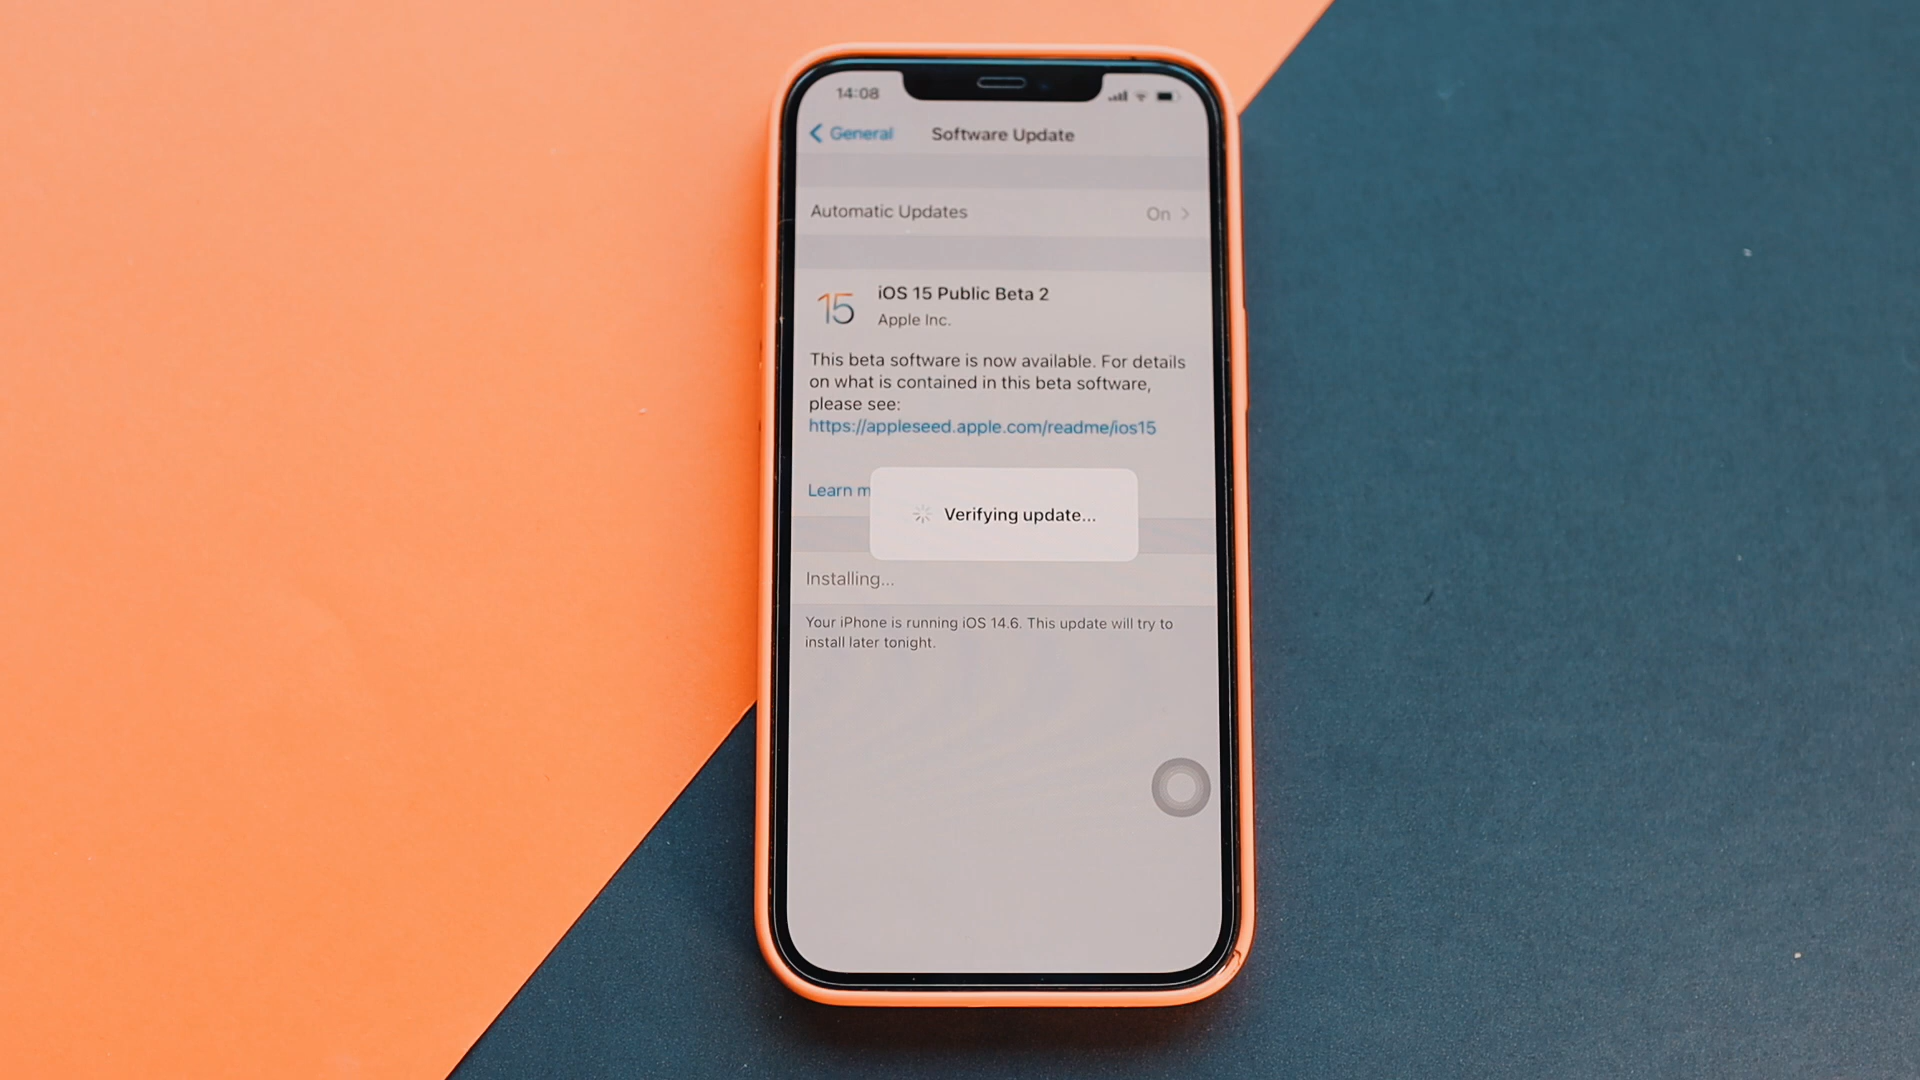 14:08
General Software Update
Automatic Updates On
15
iOS 15 Public Beta 2
Apple Inc.
This beta software is now available. For details
on what is contained in this beta software,
please see:
https://appleseed.apple.com/readme/ios15
Learn m
Verifying update...
Installing...
Your iPhone is running iOS 14.6. This update will try to
install later tonight.